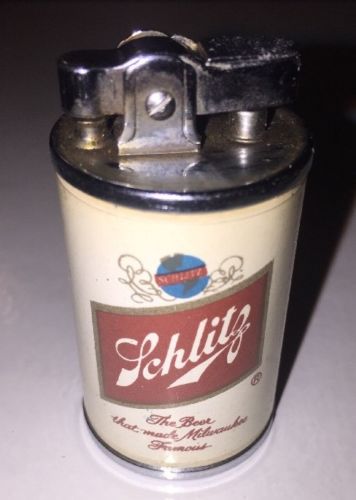 SCHLITZ
Schlitz
®
The Beer
that made Milwaukee
Famous